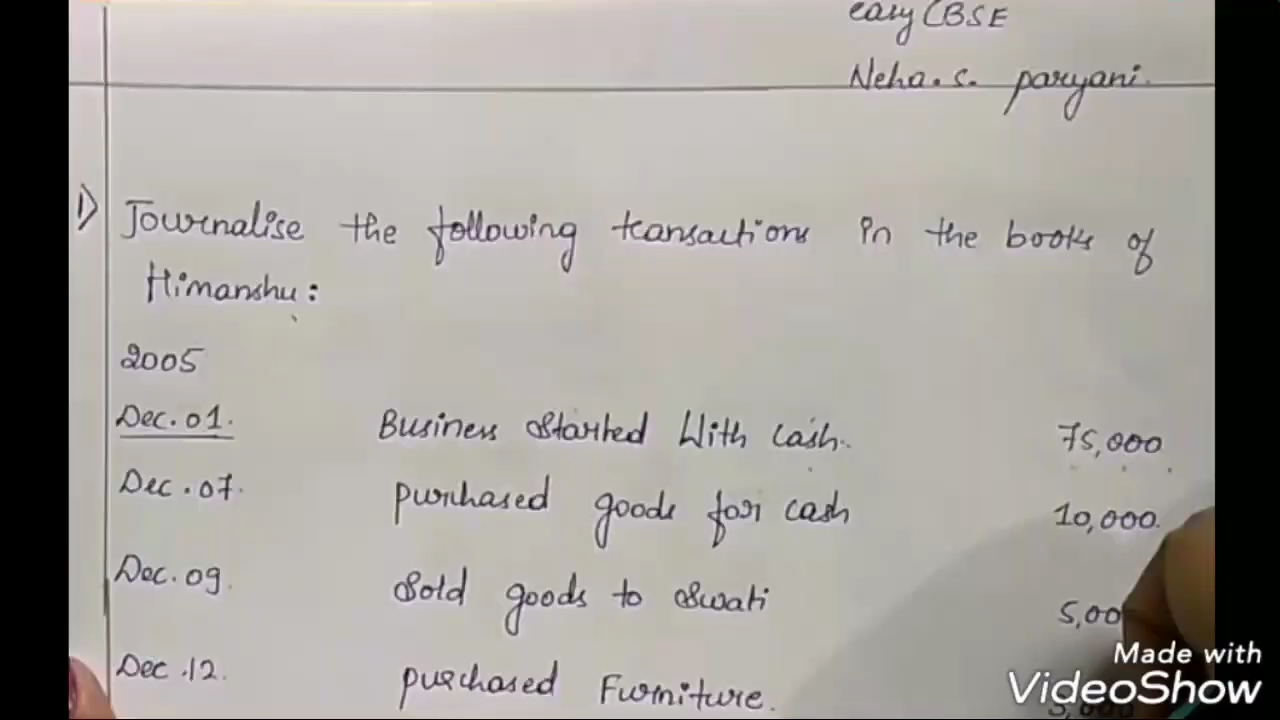 easy CBSE
Neha. S. paryani.
1) Journalise the following transactions in the books of
Himanshu:
2005
Dec. 01. Business Started With cash. 75,000
Dec. 07. purchased goods for cash 10,000.
Dec. 09. Sold goods to Swati 5,00
Dec. 12. purchased Furniture.
Made with
VideoShow